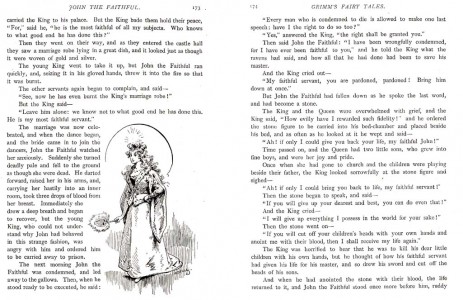 JOHN THE FAITHFUL. 173
carried the King on to his palace. But the King bade them hold their peace,
"For," said he, "he is the most faithful of all my subjects. Who knows
to what good end he has done this?"
Then they went on their way, and as they entered the castle hall
they saw a marriage robe lying in a great dish, and it looked just as though
it were woven of gold and silver.
The young King went to take it up, but John the Faithful ran
quickly, and, seizing it in his gloved hands, threw it into the fire so that
it was burnt.
The other servants again began to complain, and said—
"See, now he has even burnt the King's marriage robe!"
But the King said—
"Leave him alone: we know not to what good end he has done this.
He is my most faithful servant."
The marriage was now cele-
brated, and when the dance began,
and the bride came in to join the
dancers, John the Faithful watched
her anxiously. Suddenly she turned
deadly pale and fell to the ground
as though she were dead. He darted
forward, raised her in his arms, and,
carrying her hastily into an inner
room, took three drops of blood from
her breast. Immediately she
drew a deep breath and began to
recover, but the young
King, who could not under-
stand why John had behaved
in this strange fashion, was
angry with him and ordered him
to be carried away to prison.
The next morning John the
Faithful was condemned, and led
away to the gallows. Then, when he
stood ready to be executed, he said:
174 GRIMM'S FAIRY TALES.
"Every man who is condemned to die is allowed to make one last
speech; have I the right to do so too?"
"Yes," answered the King, "the right shall be granted you."
Then said John the Faithful: "I have been wrongfully condemned,
for I have ever been faithful to you," and he told the King what the
ravens had said, and how all that he had done had been to save his
master.
And the King cried out—
"My faithful servant, you are pardoned, pardoned! Bring him
down at once."
But John the Faithful had fallen down as he spoke the last word,
and had become a stone.
The King and the Queen were overwhelmed with grief, and the King
said, "How evilly have I rewarded such fidelity!" and he ordered
the stone figure to be carried into his bed-chamber and placed beside
his bed, and as often as he looked at it he wept and said—
"Ah! if only I could give you back your life, my faithful John!"
Time passed on, and the Queen had two little sons, who grew into
fine boys, and were her joy and pride.
Once when she had gone to church and the children were playing
beside their father, the King looked sorrowfully at the stone figure and
sighed—
"Ah! if only I could bring you back to life, my faithful servant!"
Then the stone began to speak, and said—
"If you will give up your dearest and best, you can do even that!"
And the King cried—
"I will give up everything I possess in the world for your sake!"
Then the stone went on—
"If you will cut off your children's heads with your own hands and
anoint me with their blood, then I shall receive my life again."
The King was horrified to hear that he was to kill his dear little
children with his own hands, but he thought of how his faithful servant
had given his life for his master, and so drew his sword and cut off the
heads of his sons.
And when he had anointed the stone with their blood, the life
returned to it, and John the Faithful stood once more before him, ruddy